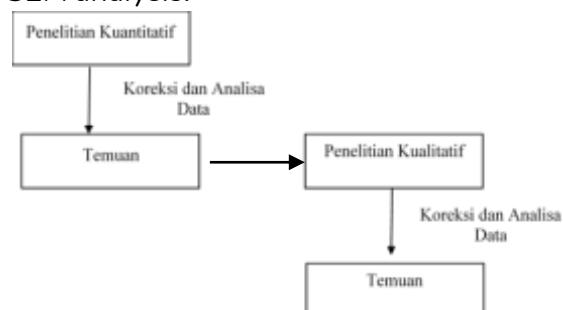 Penelitian Kuantitatif
Koreksi dan Analisa
Data
Temuan
Penelitian Kualitatif
Koreksi dan Analisa
Data
Temuan